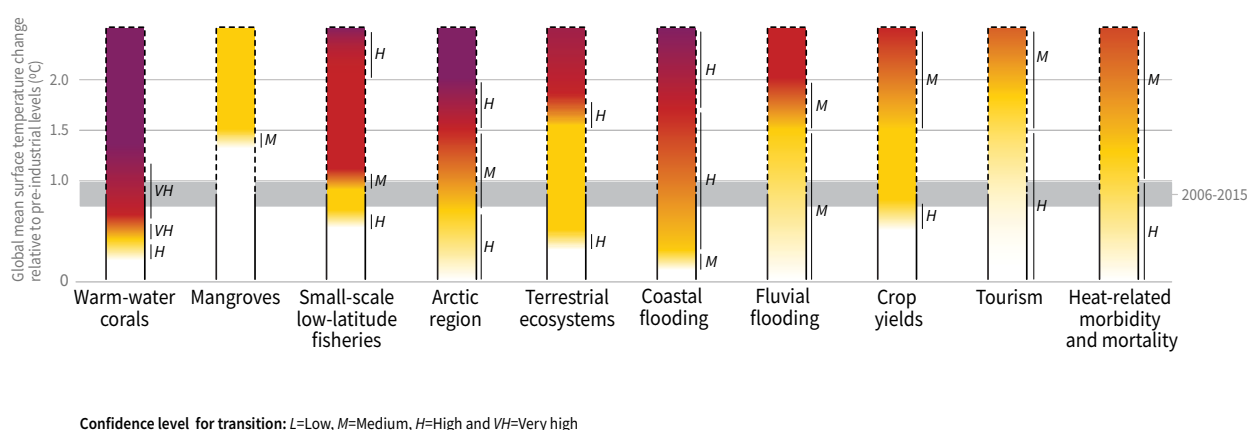 Global mean surface temperature change
relative to pre-industrial levels (ºC)
2.0
1.5
1.0
0
H
H
H
H
H
M
M
M
M
M
VH
VH
H
M
M
H
H
H
M
H
M
H
H
M
2006-2015
Warm-water
corals
Mangroves
Small-scale
low-latitude
fisheries
Arctic
region
Terrestrial
ecosystems
Coastal
flooding
Fluvial
flooding
Crop
yields
Tourism
Heat-related
morbidity
and mortality
Confidence level for transition: L=Low, M=Medium, H=High and VH=Very high